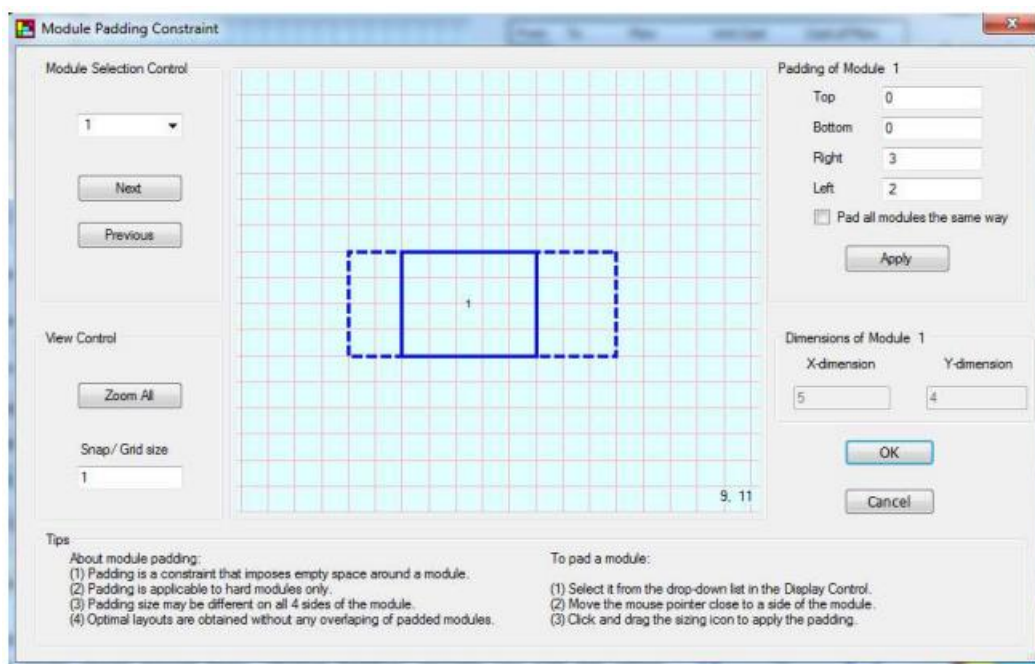 Module Padding Constraint
Module Selection Control
1
Next
Previous
View Control
Zoom All
Snap/ Grid size
1
1
9, 11
Padding of Module 1
Top 0
Bottom 0
Right 3
Left 2
Pad all modules the same way
Apply
Dimensions of Module 1
X-dimension Y-dimension
5 4
OK
Cancel
Tips
About module padding:
(1) Padding is a constraint that imposes empty space around a module.
(2) Padding is applicable to hard modules only.
(3) Padding size may be different on all 4 sides of the module.
(4) Optimal layouts are obtained without any overlaping of padded modules.
To pad a module:
(1) Select it from the drop-down list in the Display Control.
(2) Move the mouse pointer close to a side of the module.
(3) Click and drag the sizing icon to apply the padding.